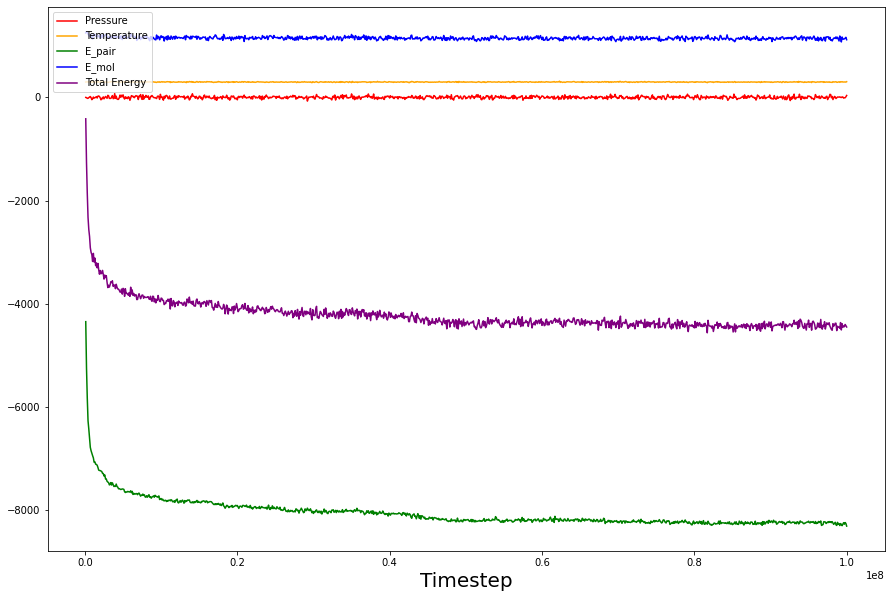 Pressure
Temperature
E_pair
E_mol
Total Energy
0
−2000
−4000
−6000
−8000
0.0 0.2 0.4 0.6 0.8 1.0
1e8
Timestep